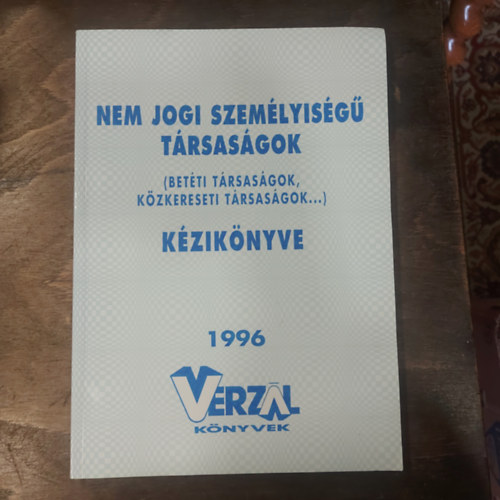 NEM JOGI SZEMÉLYISÉGŰ
TÁRSASÁGOK
(BETÉTI TÁRSASÁGOK,
KÖZKERESETI TÁRSASÁGOK...)
KÉZIKÖNYVE
1996
VERZÁL
KÖNYVEK